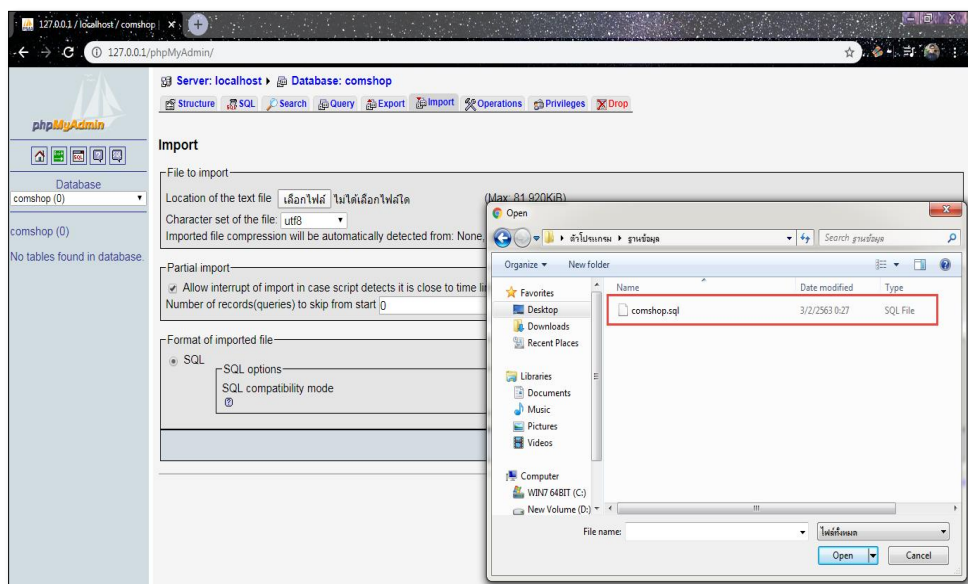 127.0.0.1 / localhost / comshop |
127.0.0.1/phpMyAdmin/
phpMyAdmin
Database
comshop (0)
comshop (0)
No tables found in database.
Server: localhost Database: comshop
Structure SQL Search Query Export Import Operations Privileges Drop
Import
File to import
Location of the text file เลือกไฟล์ ไม่ได้เลือกไฟล์ใด (Max: 81,920KiB)
Character set of the file: utf8
Imported file compression will be automatically detected from: None,
Partial import
Allow interrupt of import in case script detects it is close to time
Number of records(queries) to skip from start 0
Format of imported file
SQL
SQL options
SQL compatibility mode
Open
ตัวโปรแกรม ฐานข้อมูล
Search ฐานข้อมูล
Organize New folder
Favorites
Desktop
Downloads
Recent Places
Libraries
Documents
Music
Pictures
Videos
Computer
WIN7 64BIT (C:)
New Volume (D:)
Name Date modified Type
comshop.sql 3/2/2563 0:27 SQL File
File name: ไฟล์ทั้งหมด
Open Cancel